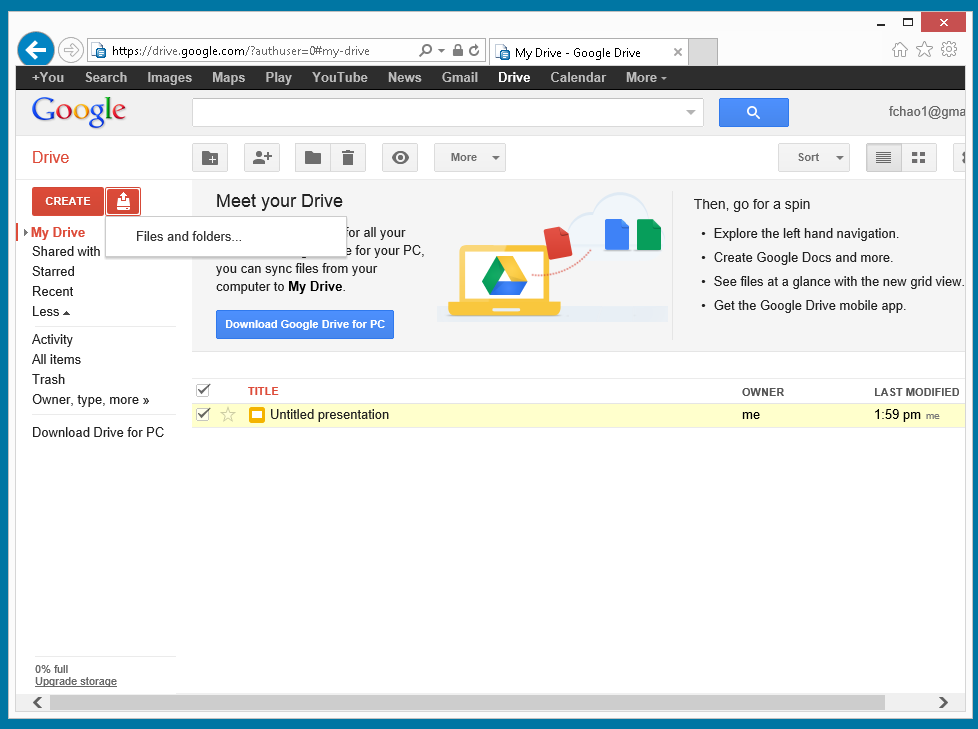 https://drive.google.com/?authuser=0#my-drive
My Drive - Google Drive
+You Search Images Maps Play YouTube News Gmail Drive Calendar More
Google
fchao1@gma
Drive
More
Sort
CREATE
Files and folders...
My Drive
Shared with
Starred
Recent
Less
Activity
All items
Trash
Owner, type, more »
Download Drive for PC
Meet your Drive
for all your
e for your PC,
you can sync files from your
computer to My Drive.
Download Google Drive for PC
Then, go for a spin
• Explore the left hand navigation.
• Create Google Docs and more.
• See files at a glance with the new grid view.
• Get the Google Drive mobile app.
TITLE OWNER LAST MODIFIED
Untitled presentation me 1:59 pm me
0% full
Upgrade storage